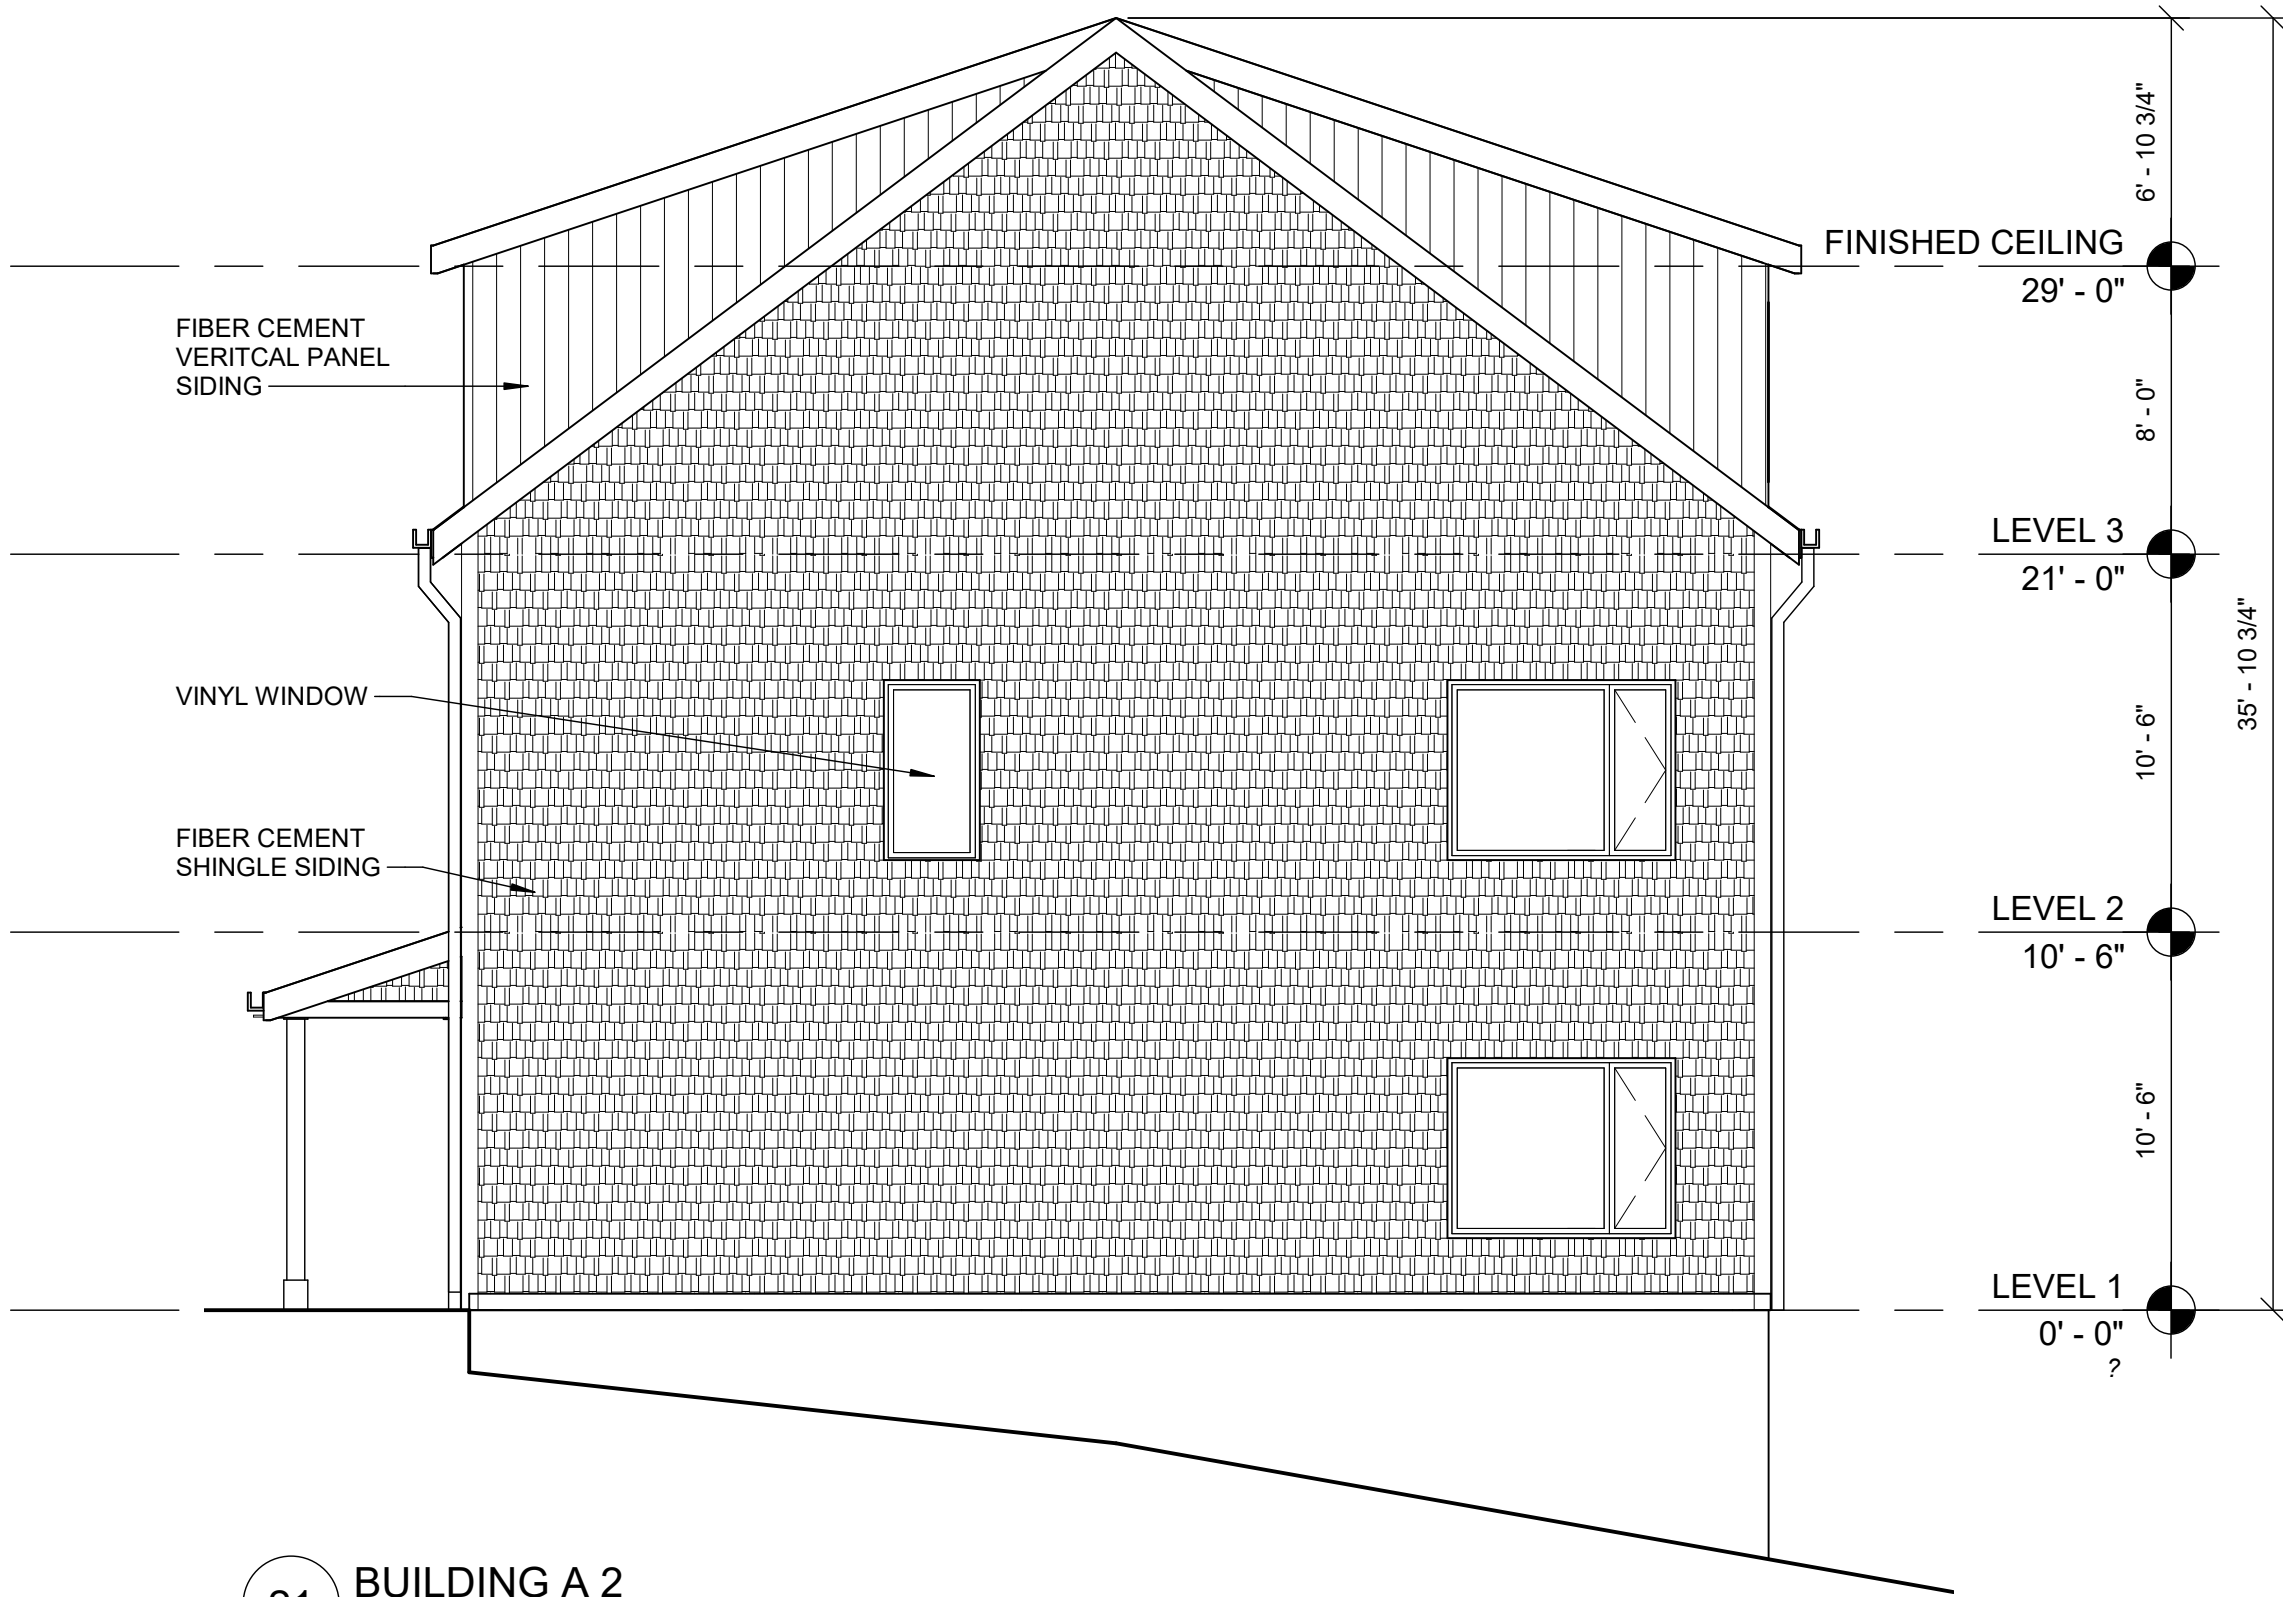 6' - 10 3/4"
FINISHED CEILING
29' - 0"
FIBER CEMENT
VERITCAL PANEL
SIDING
8' - 0"
LEVEL 3
21' - 0"
35' - 10 3/4"
VINYL WINDOW
10' - 6"
FIBER CEMENT
SHINGLE SIDING
LEVEL 2
10' - 6"
10' - 6"
LEVEL 1
0' - 0"
?
BUILDING A 2